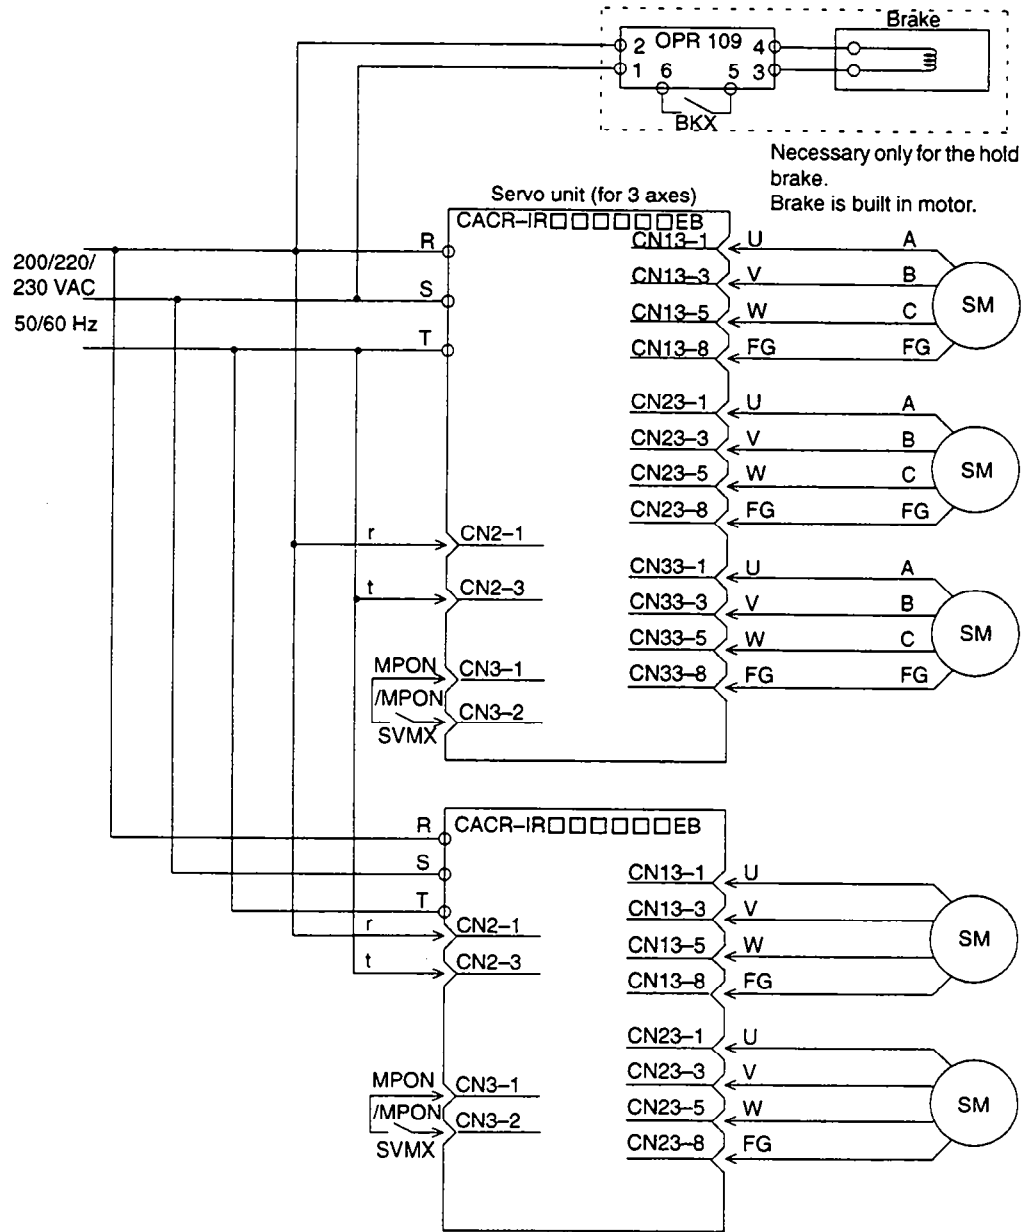 Brake
2 OPR 109 4
1 6 5 3
BKX
Necessary only for the hold
brake.
Brake is built in motor.
Servo unit (for 3 axes)
CACR–IR□□□□□□EB
200/220/
230 VAC
50/60 Hz
R
S
T
CN13–1 U A
CN13–3 V B
CN13–5 W C
CN13–8 FG FG
SM
CN23–1 U A
CN23–3 V B
CN23–5 W C
CN23–8 FG FG
SM
r CN2–1
t CN2–3
CN33–1 U A
CN33–3 V B
CN33–5 W C
CN33–8 FG FG
SM
MPON CN3–1
/MPON CN3–2
SVMX
CACR–IR□□□□□□EB
R
S
T
r CN2–1
t CN2–3
CN13–1 U
CN13–3 V
CN13–5 W
CN13–8 FG
SM
CN23–1 U
CN23–3 V
CN23–5 W
CN23–8 FG
SM
MPON CN3–1
/MPON CN3–2
SVMX